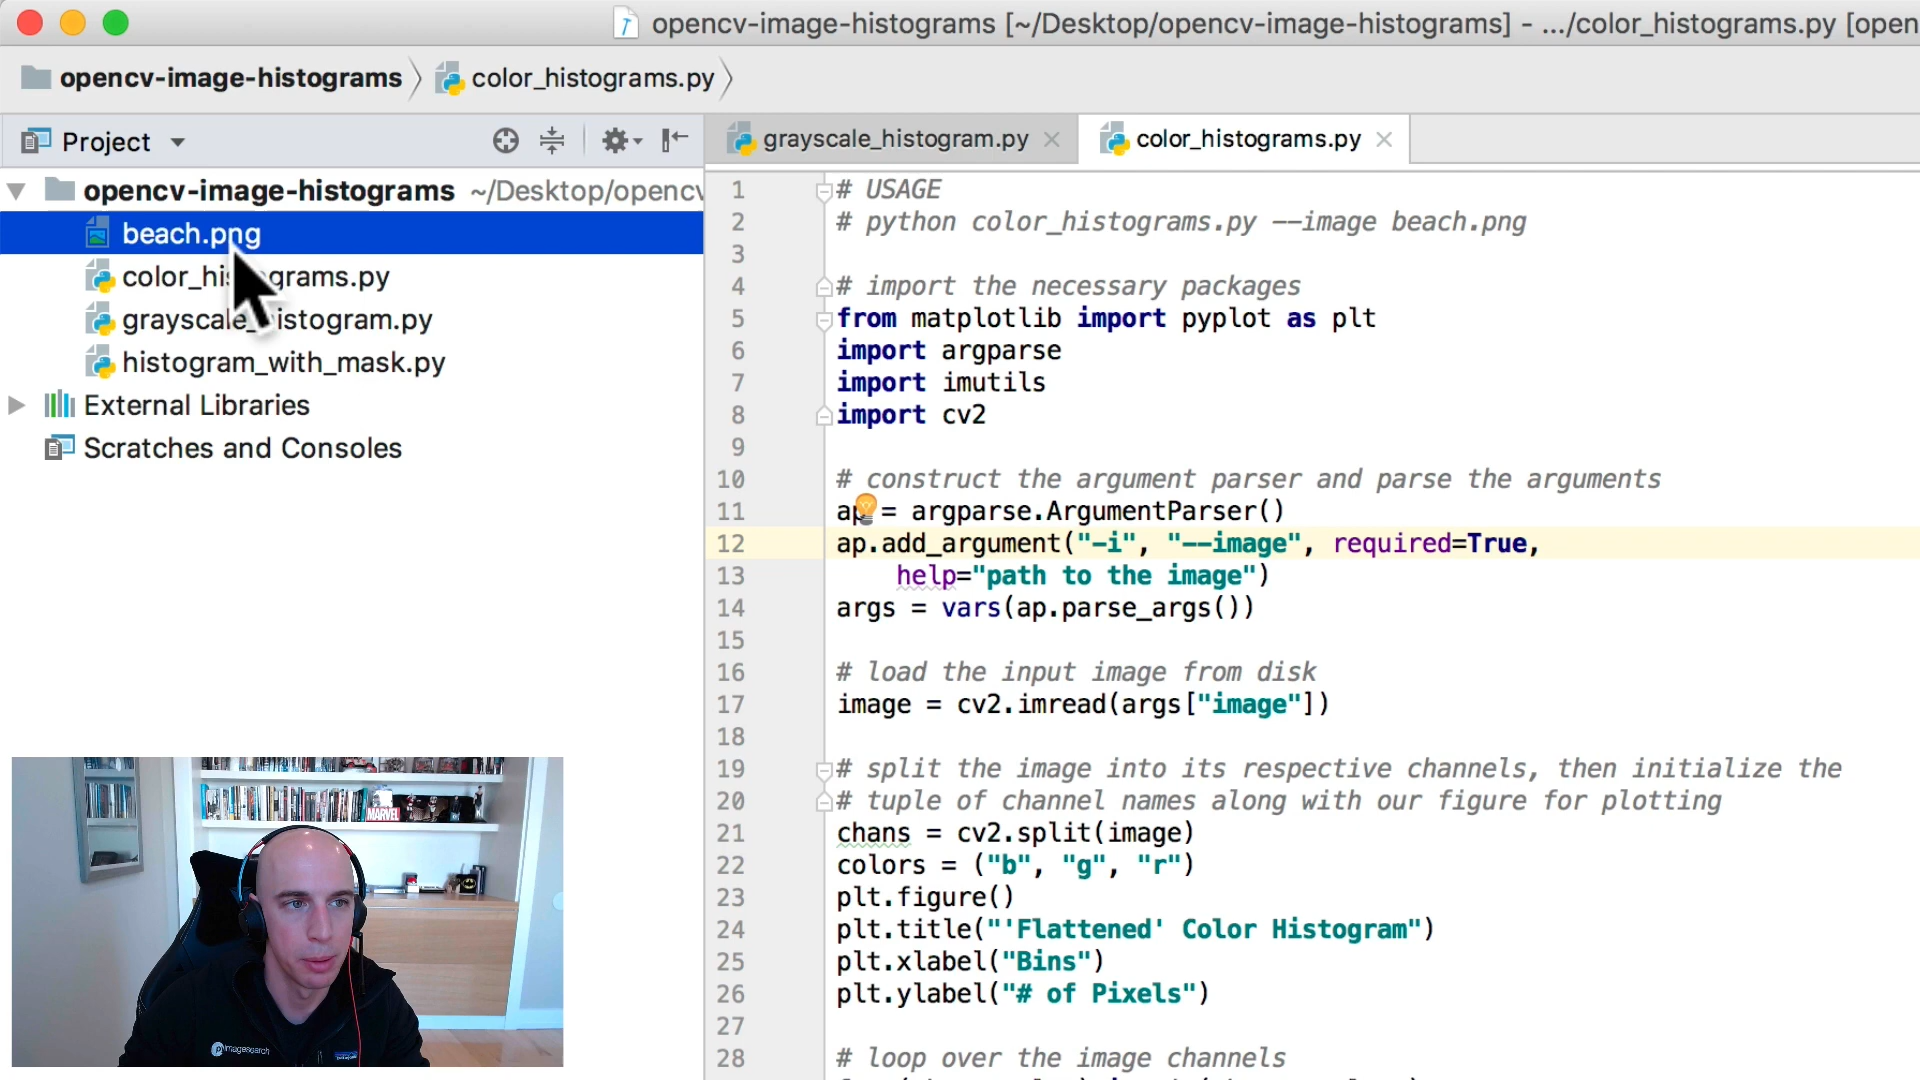 opencv-image-histograms [~/Desktop/opencv-image-histograms] - .../color_histograms.py [open
opencv-image-histograms
color_histograms.py
Project
grayscale_histogram.py
color_histograms.py
opencv-image-histograms ~/Desktop/opencv
beach.png
color_histograms.py
grayscale_histogram.py
histogram_with_mask.py
External Libraries
Scratches and Consoles
1 # USAGE
2 # python color_histograms.py --image beach.png
3
4 # import the necessary packages
5 from matplotlib import pyplot as plt
6 import argparse
7 import imutils
8 import cv2
9
10 # construct the argument parser and parse the arguments
11 ap = argparse.ArgumentParser()
12 ap.add_argument("-i", "--image", required=True,
13 help="path to the image")
14 args = vars(ap.parse_args())
15
16 # load the input image from disk
17 image = cv2.imread(args["image"])
18
19 # split the image into its respective channels, then initialize the
20 # tuple of channel names along with our figure for plotting
21 chans = cv2.split(image)
22 colors = ("b", "g", "r")
23 plt.figure()
24 plt.title("'Flattened' Color Histogram")
25 plt.xlabel("Bins")
26 plt.ylabel("# of Pixels")
27
28 # loop over the image channels
MARVEL
pyimagesearch